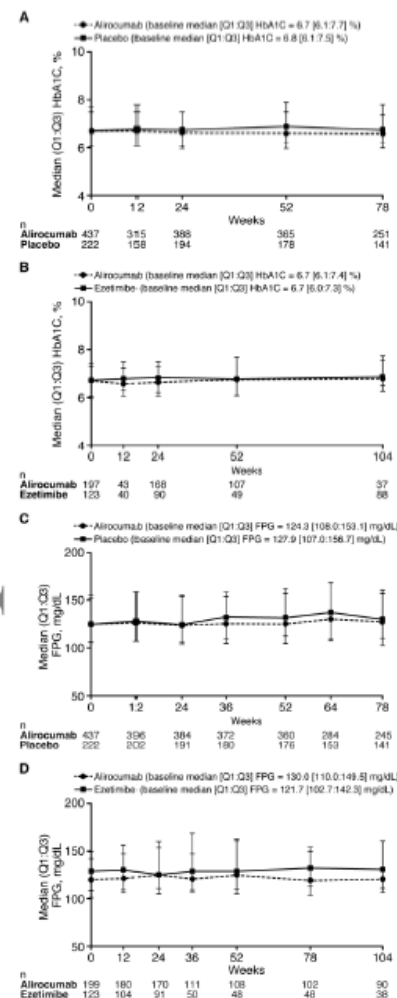 A
Alirocumab (baseline median [Q1:Q3] HbA1C = 6.7 [6.1:7.7] %)
Placebo (baseline median [Q1:Q3] HbA1C = 6.8 [6.1:7.5] %)
Median (Q1:Q3) HbA1C, %
10
8
6
4
0 12 24 52 78
Weeks
n
Alirocumab 437 315 388 365 251
Placebo 222 158 194 178 141
B
Alirocumab (baseline median [Q1:Q3] HbA1C = 6.7 [6.1:7.4] %)
Ezetimibe (baseline median [Q1:Q3] HbA1C = 6.7 [6.0:7.3] %)
Median (Q1:Q3) HbA1C, %
10
8
6
4
0 12 24 52 104
Weeks
n
Alirocumab 197 43 168 107 37
Ezetimibe 123 40 90 49 88
C
Alirocumab (baseline median [Q1:Q3] FPG = 124.3 [108.0:153.1] mg/dL)
Placebo (baseline median [Q1:Q3] FPG = 127.9 [107.0:156.7] mg/dL)
Median (Q1:Q3)
FPG, mg/dL
200
150
100
50
0 12 24 36 52 64 78
Weeks
n
Alirocumab 437 396 384 372 360 284 245
Placebo 222 202 191 180 176 153 141
D
Alirocumab (baseline median [Q1:Q3] FPG = 130.0 [110.0:149.5] mg/dL)
Ezetimibe (baseline median [Q1:Q3] FPG = 121.7 [102.7:142.3] mg/dL)
Median (Q1:Q3)
FPG, mg/dL
200
150
100
50
0 12 24 36 52 78 104
Weeks
n
Alirocumab 199 180 170 111 108 102 90
Ezetimibe 123 104 91 50 48 48 38